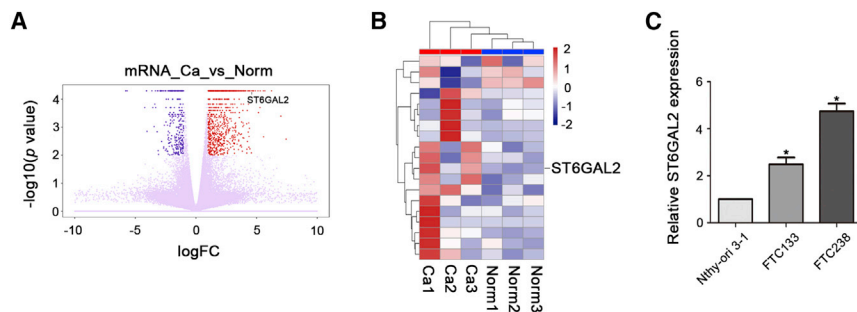 A
mRNA_Ca_vs_Norm
ST6GAL2
-log10(p value)
4
3
2
1
0
-10
-5
0
5
10
logFC
B
2
1
0
-1
-2
ST6GAL2
Ca1
Ca2
Ca3
Norm1
Norm2
Norm3
C
Relative ST6GAL2 expression
6
4
2
0
*
*
Nthy-ori 3-1
FTC133
FTC238